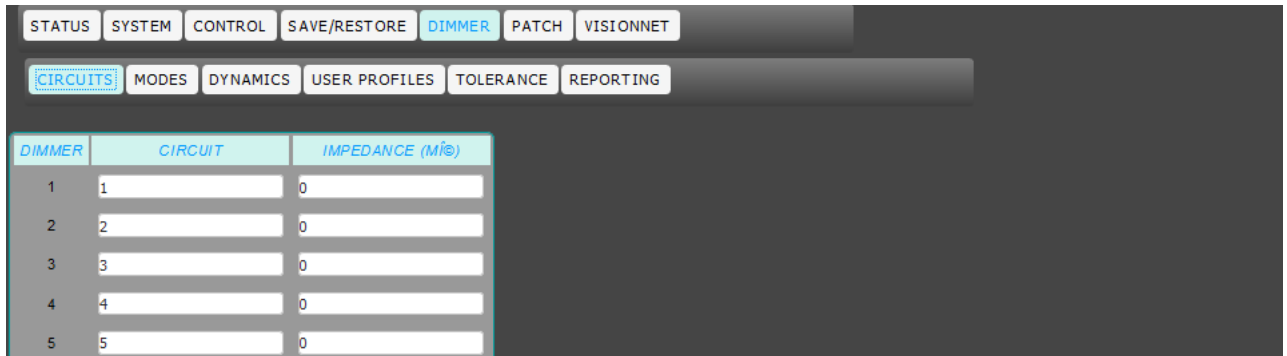 STATUS SYSTEM CONTROL SAVE/RESTORE DIMMER PATCH VISIONNET
CIRCUITS MODES DYNAMICS USER PROFILES TOLERANCE REPORTING
DIMMER CIRCUIT IMPEDANCE (MÎ©)
1 1 0
2 2 0
3 3 0
4 4 0
5 5 0